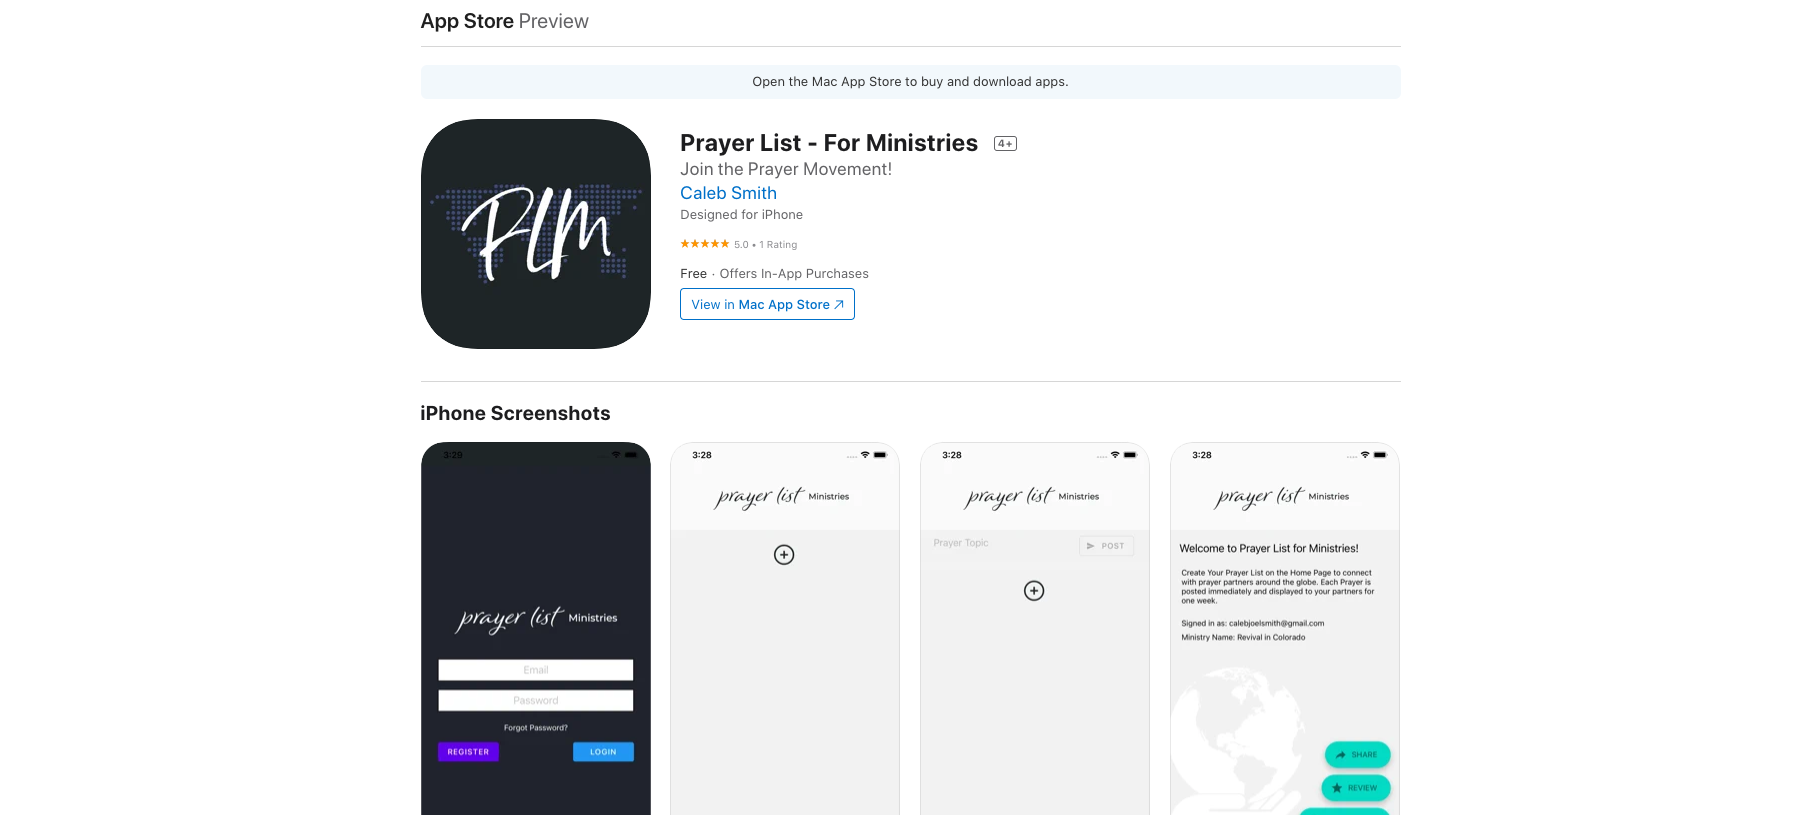 App Store Preview
Open the Mac App Store to buy and download apps.
PLM
Prayer List - For Ministries 4+
Join the Prayer Movement!
Caleb Smith
Designed for iPhone
5.0 • 1 Rating
Free · Offers In-App Purchases
View in Mac App Store
iPhone Screenshots
3:29
prayer list Ministries
Email
Password
Forgot Password?
REGISTER
LOGIN
3:28
prayer list Ministries
3:28
prayer list Ministries
Prayer Topic
POST
3:28
prayer list Ministries
Welcome to Prayer List for Ministries!
Create Your Prayer List on the Home Page to connect
with prayer partners around the globe. Each Prayer is
posted immediately and displayed to your partners for
one week.
Signed in as: calebjoelsmith@gmail.com
Ministry Name: Revival in Colorado
SHARE
REVIEW